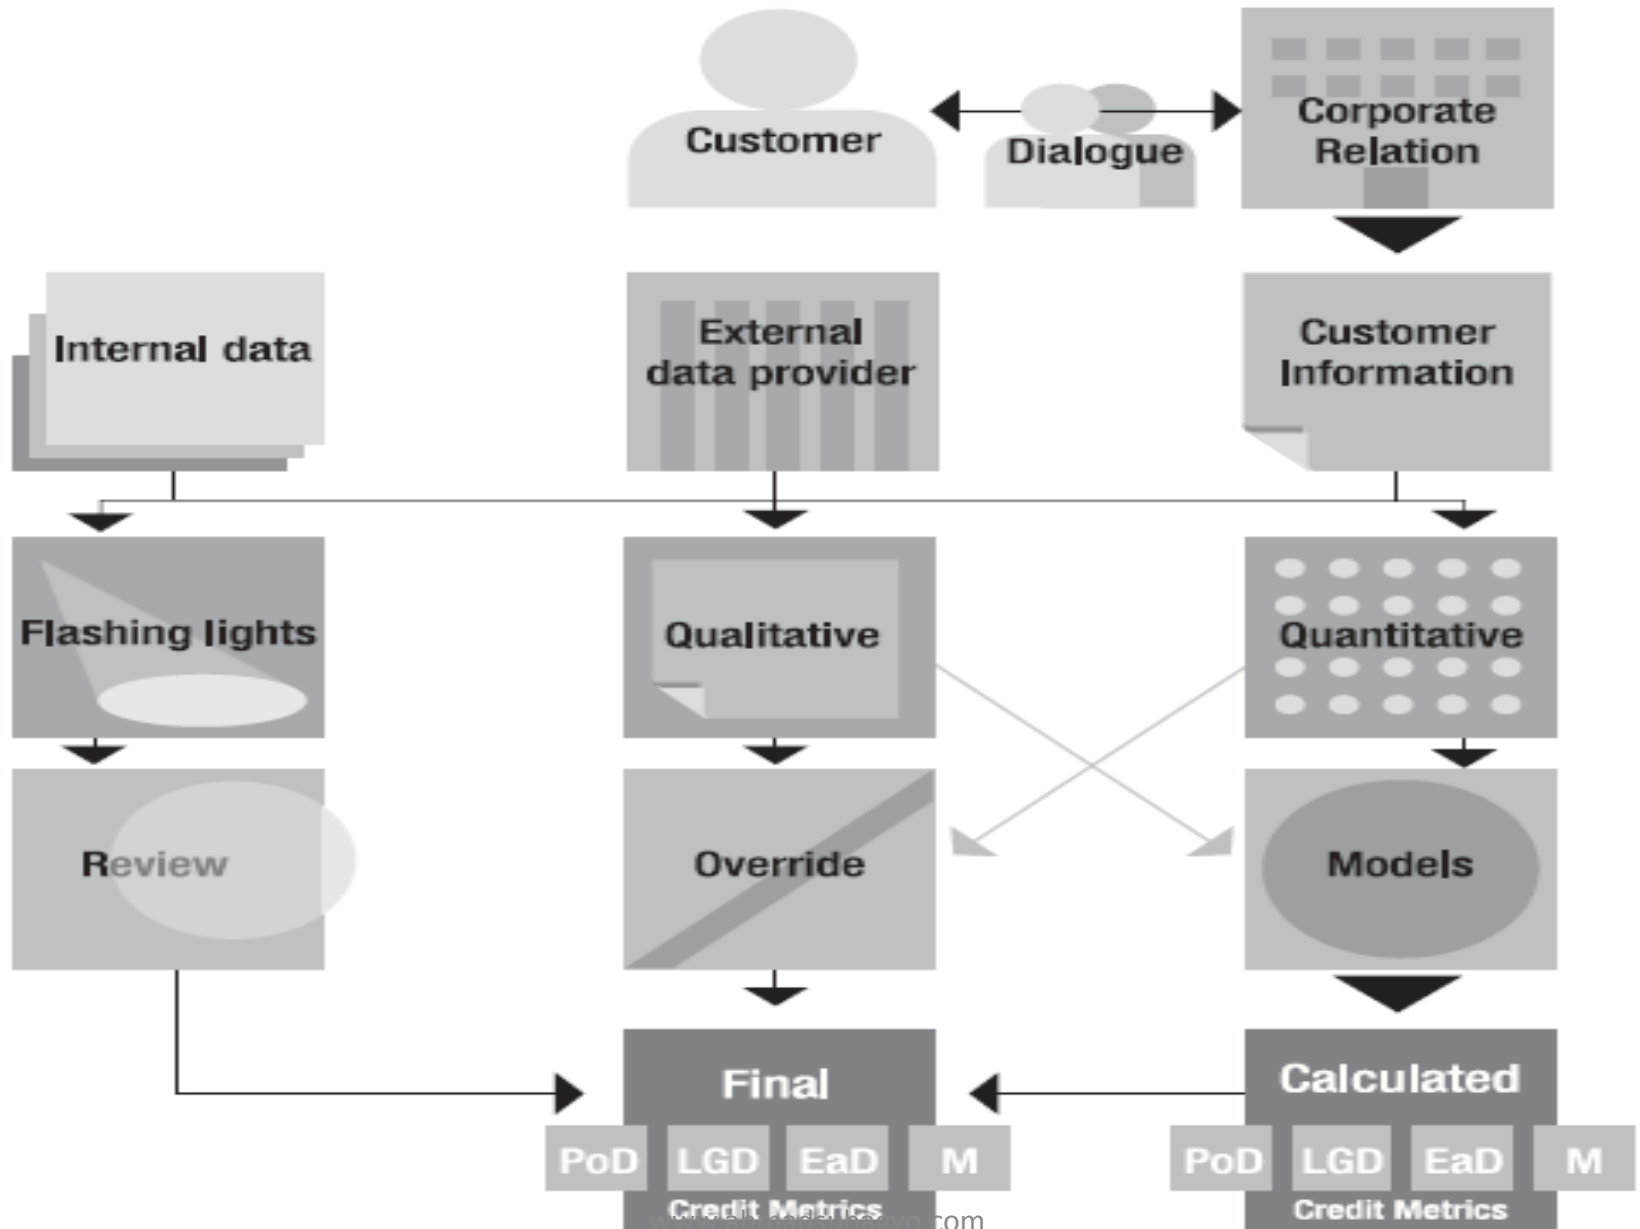 Customer
Dialogue
Corporate
Relation
Internal data
External
data provider
Customer
Information
Flashing lights
Qualitative
Quantitative
Review
Override
Models
Final
PoD LGD EaD M
Credit Metrics
Calculated
PoD LGD EaD M
Credit Metrics